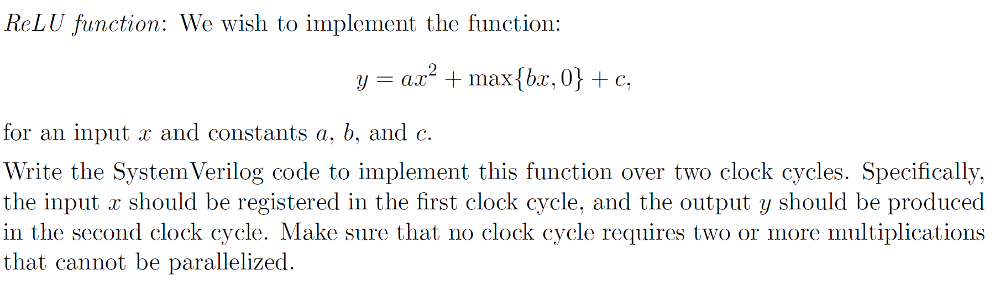 ReLU function: We wish to implement the function:
y = ax² + max{bx, 0} + c,
for an input x and constants a, b, and c.
Write the SystemVerilog code to implement this function over two clock cycles. Specifically,
the input x should be registered in the first clock cycle, and the output y should be produced
in the second clock cycle. Make sure that no clock cycle requires two or more multiplications
that cannot be parallelized.